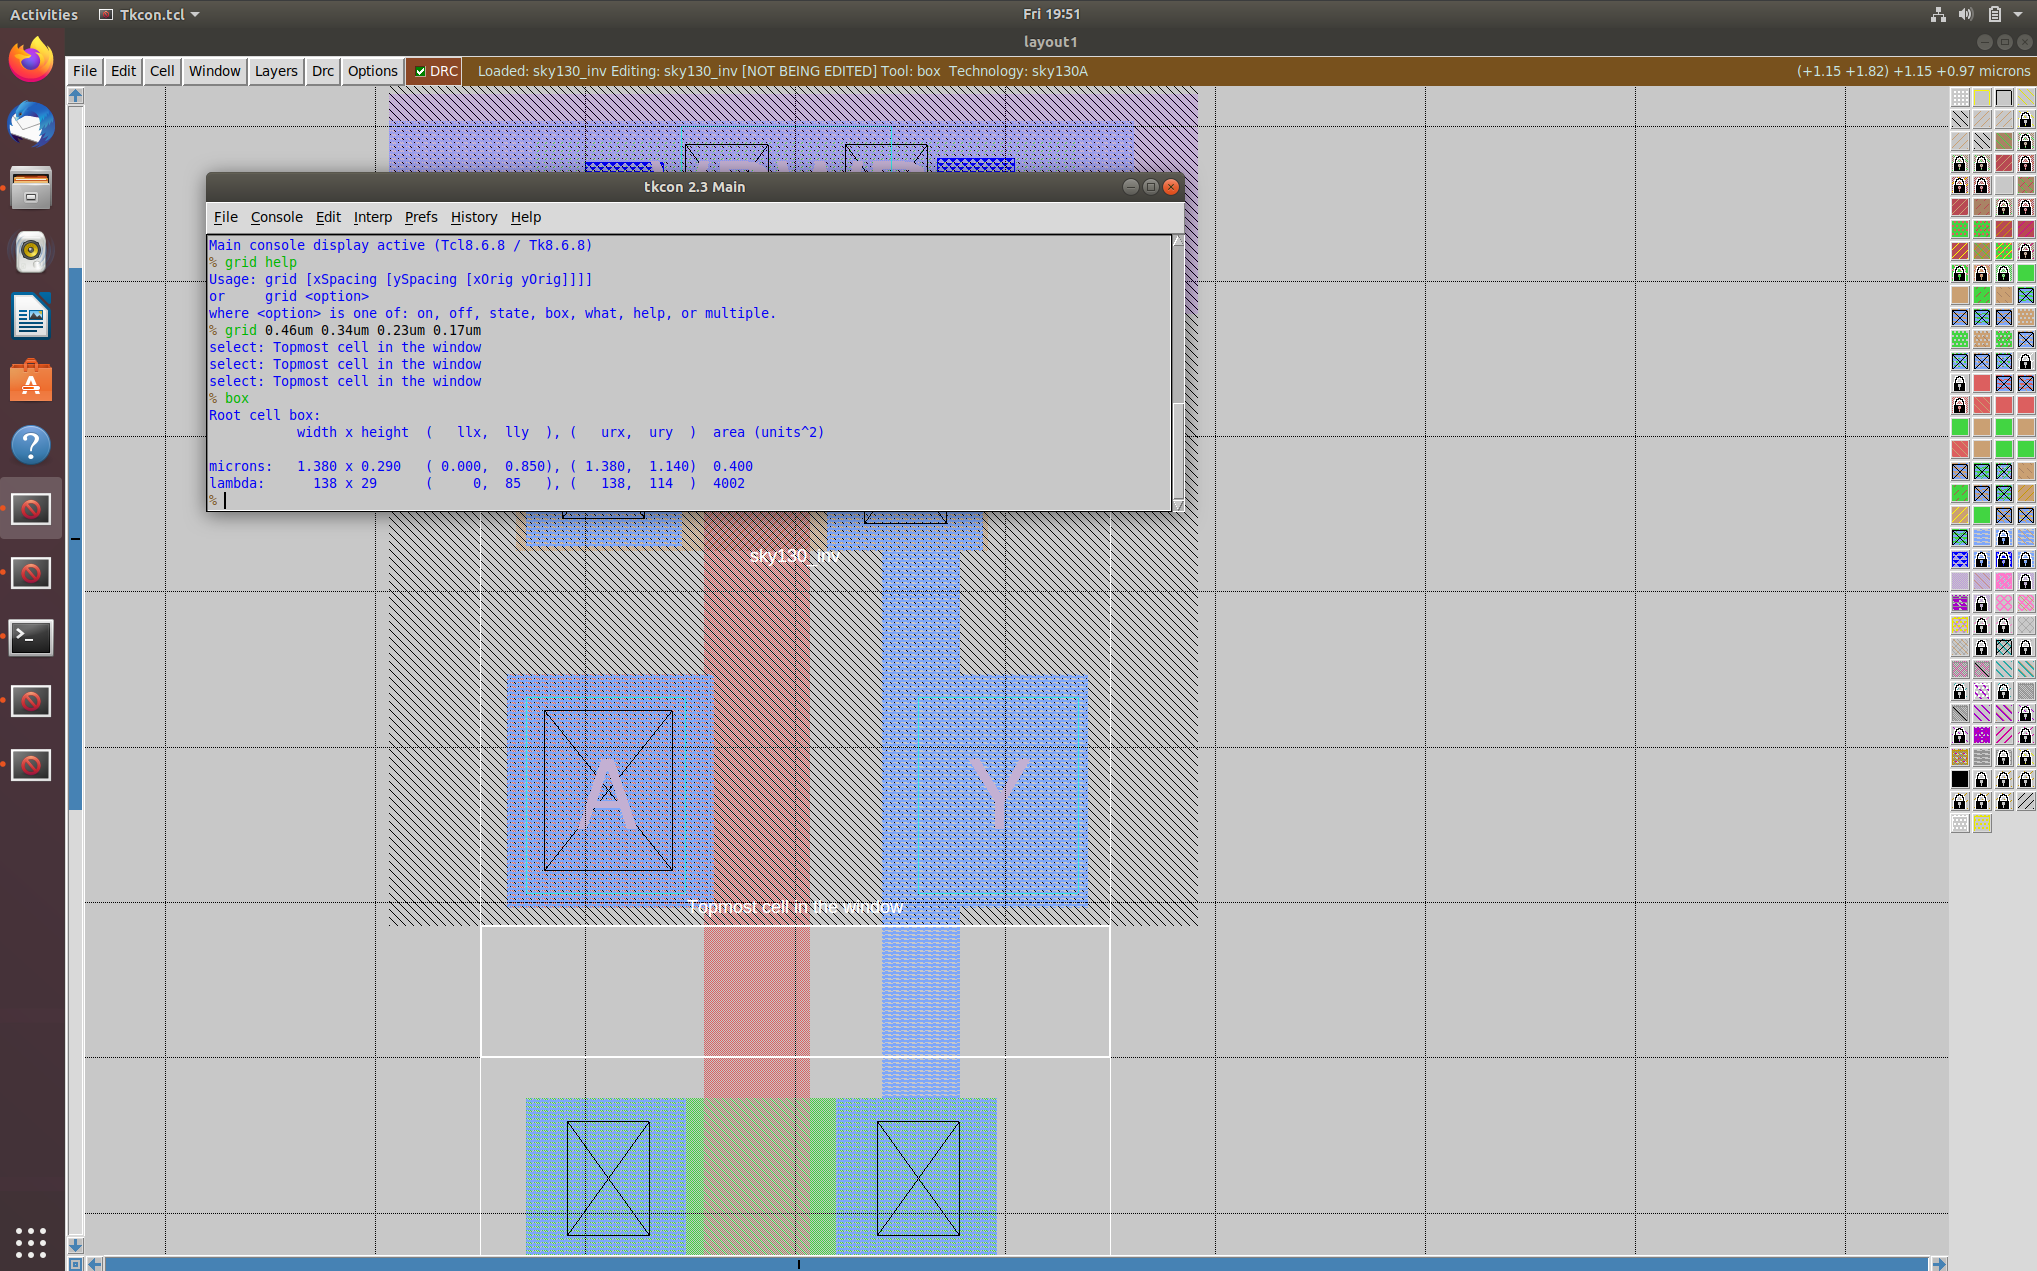 Activities Tkcon.tcl Fri 19:51
layout1
File Edit Cell Window Layers Drc Options DRC Loaded: sky130_inv Editing: sky130_inv [NOT BEING EDITED] Tool: box Technology: sky130A (+1.15 +1.82) +1.15 +0.97 microns
tkcon 2.3 Main
File Console Edit Interp Prefs History Help
Main console display active (Tcl8.6.8 / Tk8.6.8)
% grid help
Usage: grid [xSpacing [ySpacing [xOrig yOrig]]]]
or     grid <option>
where <option> is one of: on, off, state, box, what, help, or multiple.
% grid 0.46um 0.34um 0.23um 0.17um
select: Topmost cell in the window
select: Topmost cell in the window
select: Topmost cell in the window
% box
Root cell box:
           width x height  (   llx,  lly  ), (   urx,  ury  )  area (units^2)
microns:   1.380 x 0.290   ( 0.000,  0.850), ( 1.380,  1.140)  0.400
lambda:      138 x 29      (     0,  85   ), (   138,  114  )  4002
%
sky130_inv
A Y
Topmost cell in the window